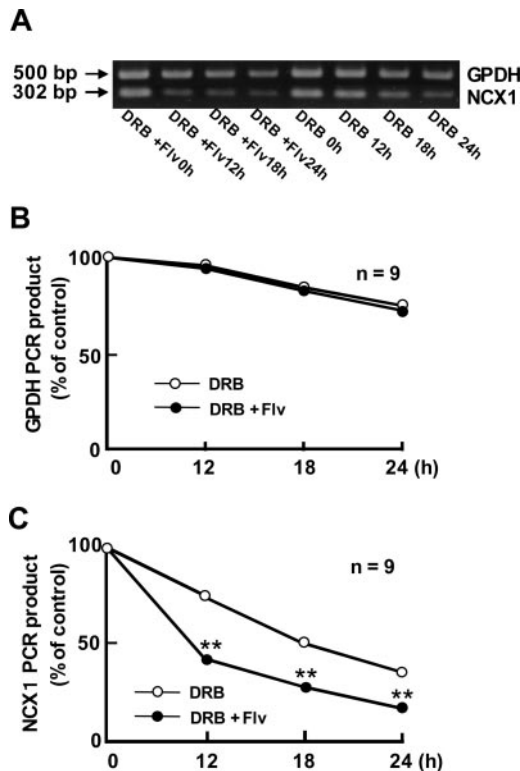 A
500 bp → GPDH
302 bp → NCX1
DRB +Flv0h
DRB +Flv12h
DRB +Flv18h
DRB +Flv24h
DRB 0h
DRB 12h
DRB 18h
DRB 24h
B
GPDH PCR product
(% of control)
100
50
0
n = 9
DRB
DRB +Flv
0 12 18 24 (h)
C
NCX1 PCR product
(% of control)
100
50
0
n = 9
** ** **
DRB
DRB +Flv
0 12 18 24 (h)